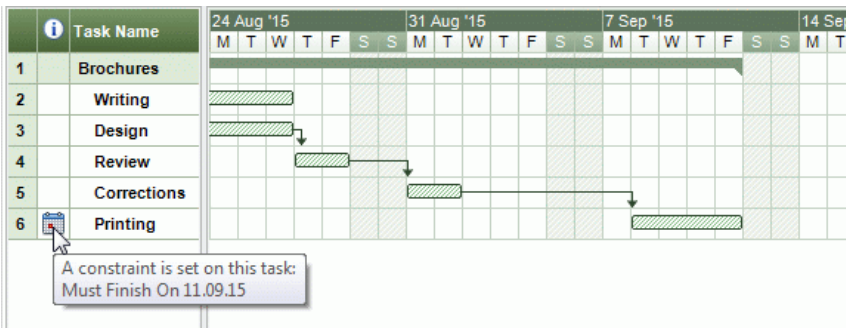 i Task Name 24 Aug '15 31 Aug '15 7 Sep '15 14 Sep
M T W T F S S M T W T F S S M T W T F S S M T
1 Brochures
2 Writing
3 Design
4 Review
5 Corrections
6 Printing
A constraint is set on this task:
Must Finish On 11.09.15